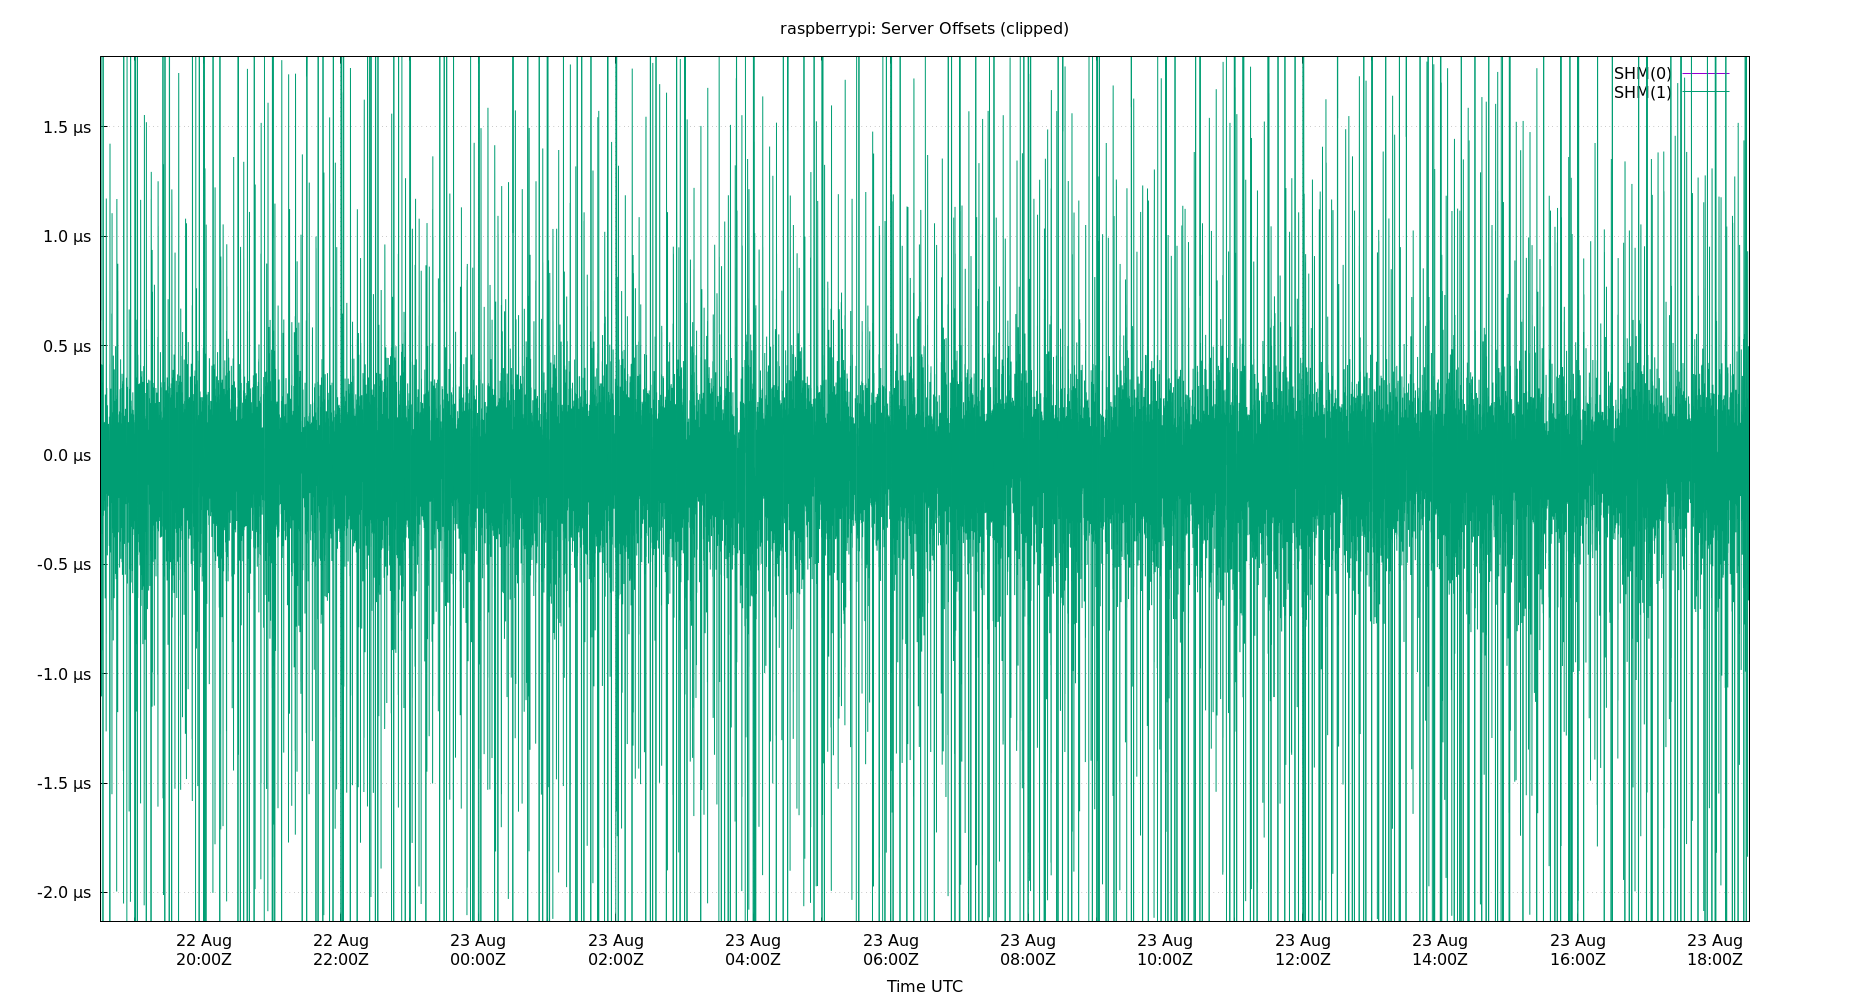 raspberrypi: Server Offsets (clipped)
SHM(0)
SHM(1)
1.5 µs
1.0 µs
0.5 µs
0.0 µs
-0.5 µs
-1.0 µs
-1.5 µs
-2.0 µs
22 Aug 22 Aug 23 Aug 23 Aug 23 Aug 23 Aug 23 Aug 23 Aug 23 Aug 23 Aug 23 Aug 23 Aug
20:00Z 22:00Z 00:00Z 02:00Z 04:00Z 06:00Z 08:00Z 10:00Z 12:00Z 14:00Z 16:00Z 18:00Z
Time UTC